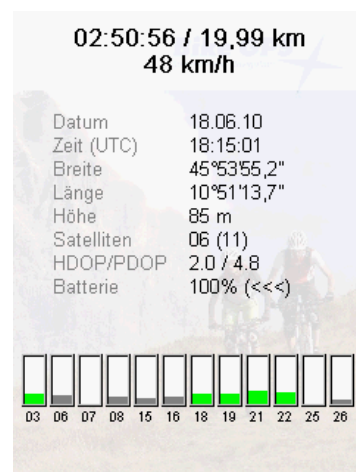 02:50:56 / 19,99 km
48 km/h
Datum 18.06.10
Zeit (UTC) 18:15:01
Breite 45°53'55,2"
Länge 10°51'13,7"
Höhe 85 m
Satelliten 06 (11)
HDOP/PDOP 2.0 / 4.8
Batterie 100% (<<<)
03 06 07 08 15 16 18 19 21 22 25 26